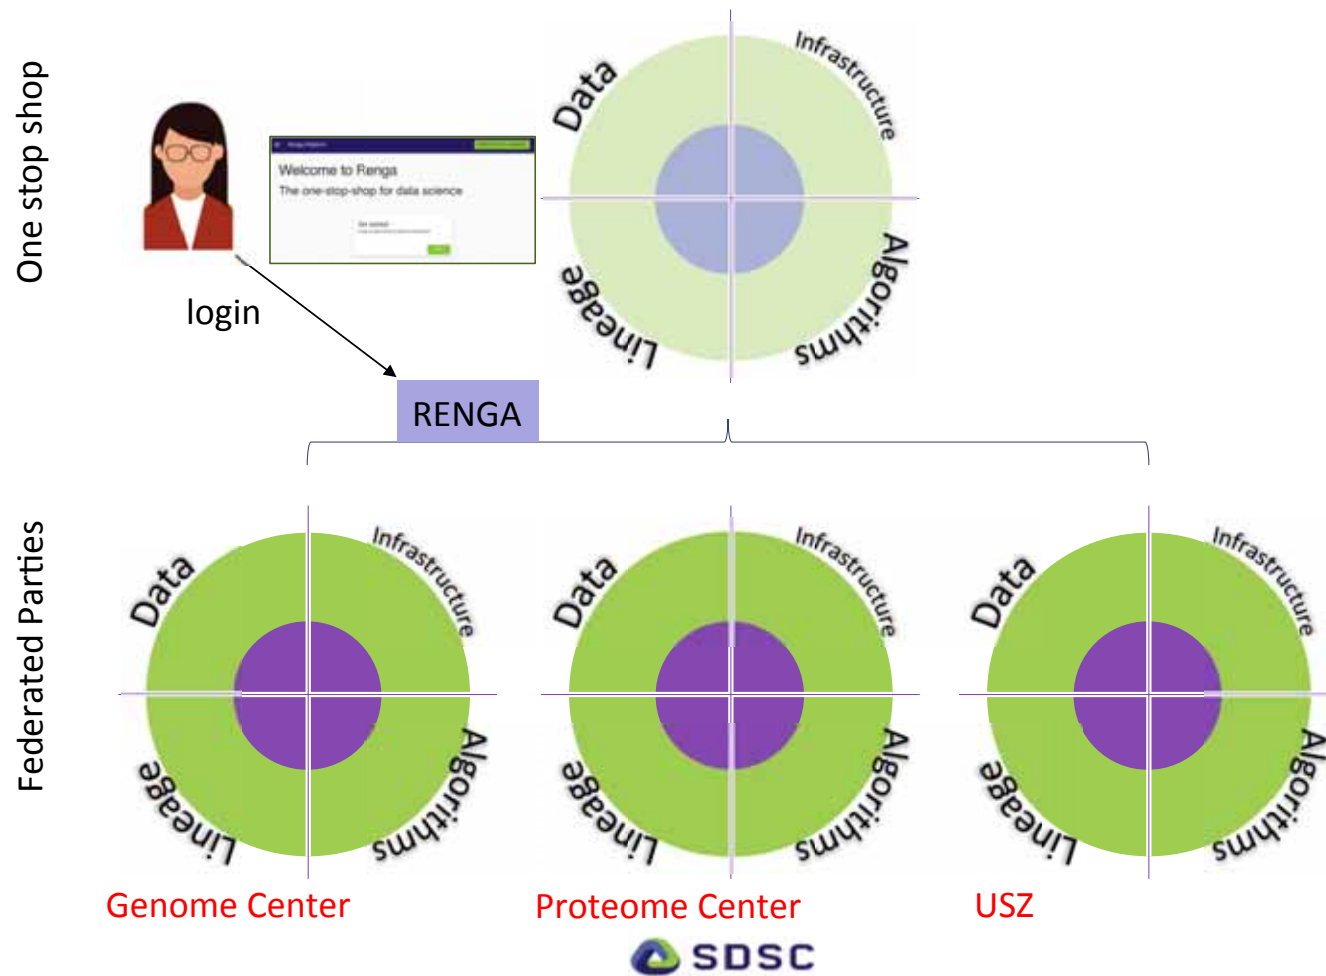 One stop shop
Data
Infrastructure
Welcome to Renga
The one-stop-shop for data science
Lineage
Algorithms
login
RENGA
Federated Parties
Data
Infrastructure
Data
Infrastructure
Data
Infrastructure
Lineage
Algorithms
Lineage
Algorithms
Lineage
Algorithms
Genome Center
Proteome Center
USZ
SDSC